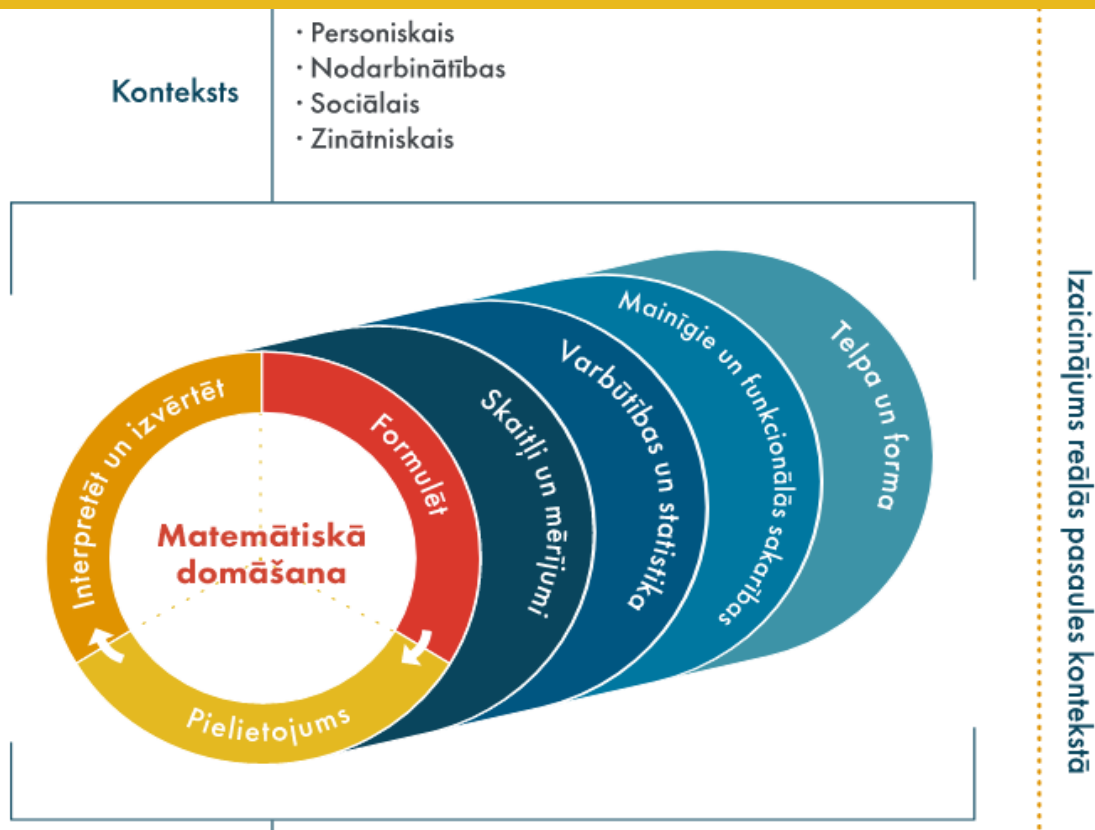 · Personiskais
· Nodarbinātības
Konteksts
· Sociālais
· Zinātniskais
Interpretēt un izvērtēt
Formulēt
Pielietojums
Matemātiskā
domāšana
Skaitļi un mērījumi
Varbūtības un statistika
Mainīgie un funkcionālās sakarības
Telpa un forma
Izaicinājums reālās pasaules kontekstā